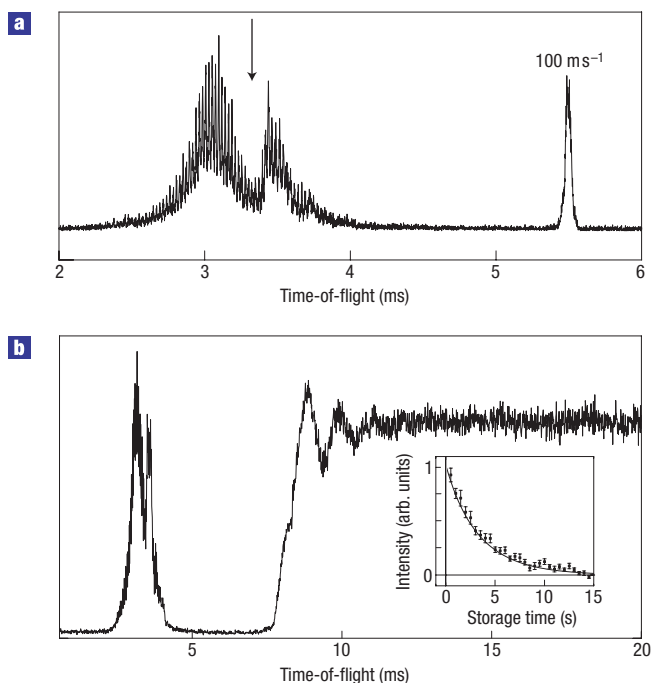 a
100 m s⁻¹
2 3 4 5 6
Time-of-flight (ms)
b
Intensity (arb. units)
1
0
0 5 10 15
Storage time (s)
5 10 15 20
Time-of-flight (ms)